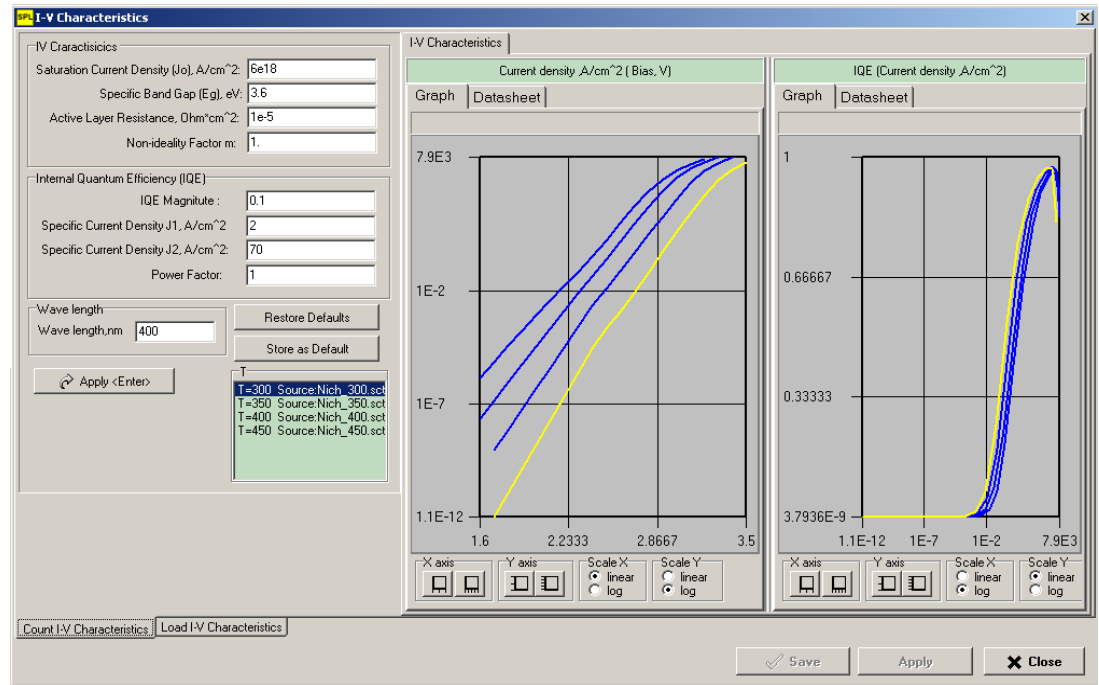 SPL I-V Characteristics
IV Craractisicics
Saturation Current Density (Jo), A/cm^2: 6e18
Specific Band Gap (Eg), eV: 3.6
Active Layer Resistance, Ohm*cm^2: 1e-5
Non-ideality Factor m: 1.
Internal Quantum Efficiency (IQE)
IQE Magnitute : 0.1
Specific Current Density J1, A/cm^2 2
Specific Current Density J2, A/cm^2: 70
Power Factor: 1
Wave length
Wave length,nm 400
Restore Defaults
Store as Default
Apply <Enter>
T
T=300 Source:Nich_300.sct
T=350 Source:Nich_350.sct
T=400 Source:Nich_400.sct
T=450 Source:Nich_450.sct
I-V Characteristics
Current density ,A/cm^2 ( Bias, V)
Graph Datasheet
7.9E3
1E-2
1E-7
1.1E-12
1.6 2.2333 2.8667 3.5
X axis Y axis Scale X Scale Y
linear linear
log log
IQE (Current density ,A/cm^2)
Graph Datasheet
1
0.66667
0.33333
3.7936E-9
1.1E-12 1E-7 1E-2 7.9E3
X axis Y axis Scale X Scale Y
linear linear
log log
Count I-V Characteristics Load I-V Characteristics
Save Apply Close